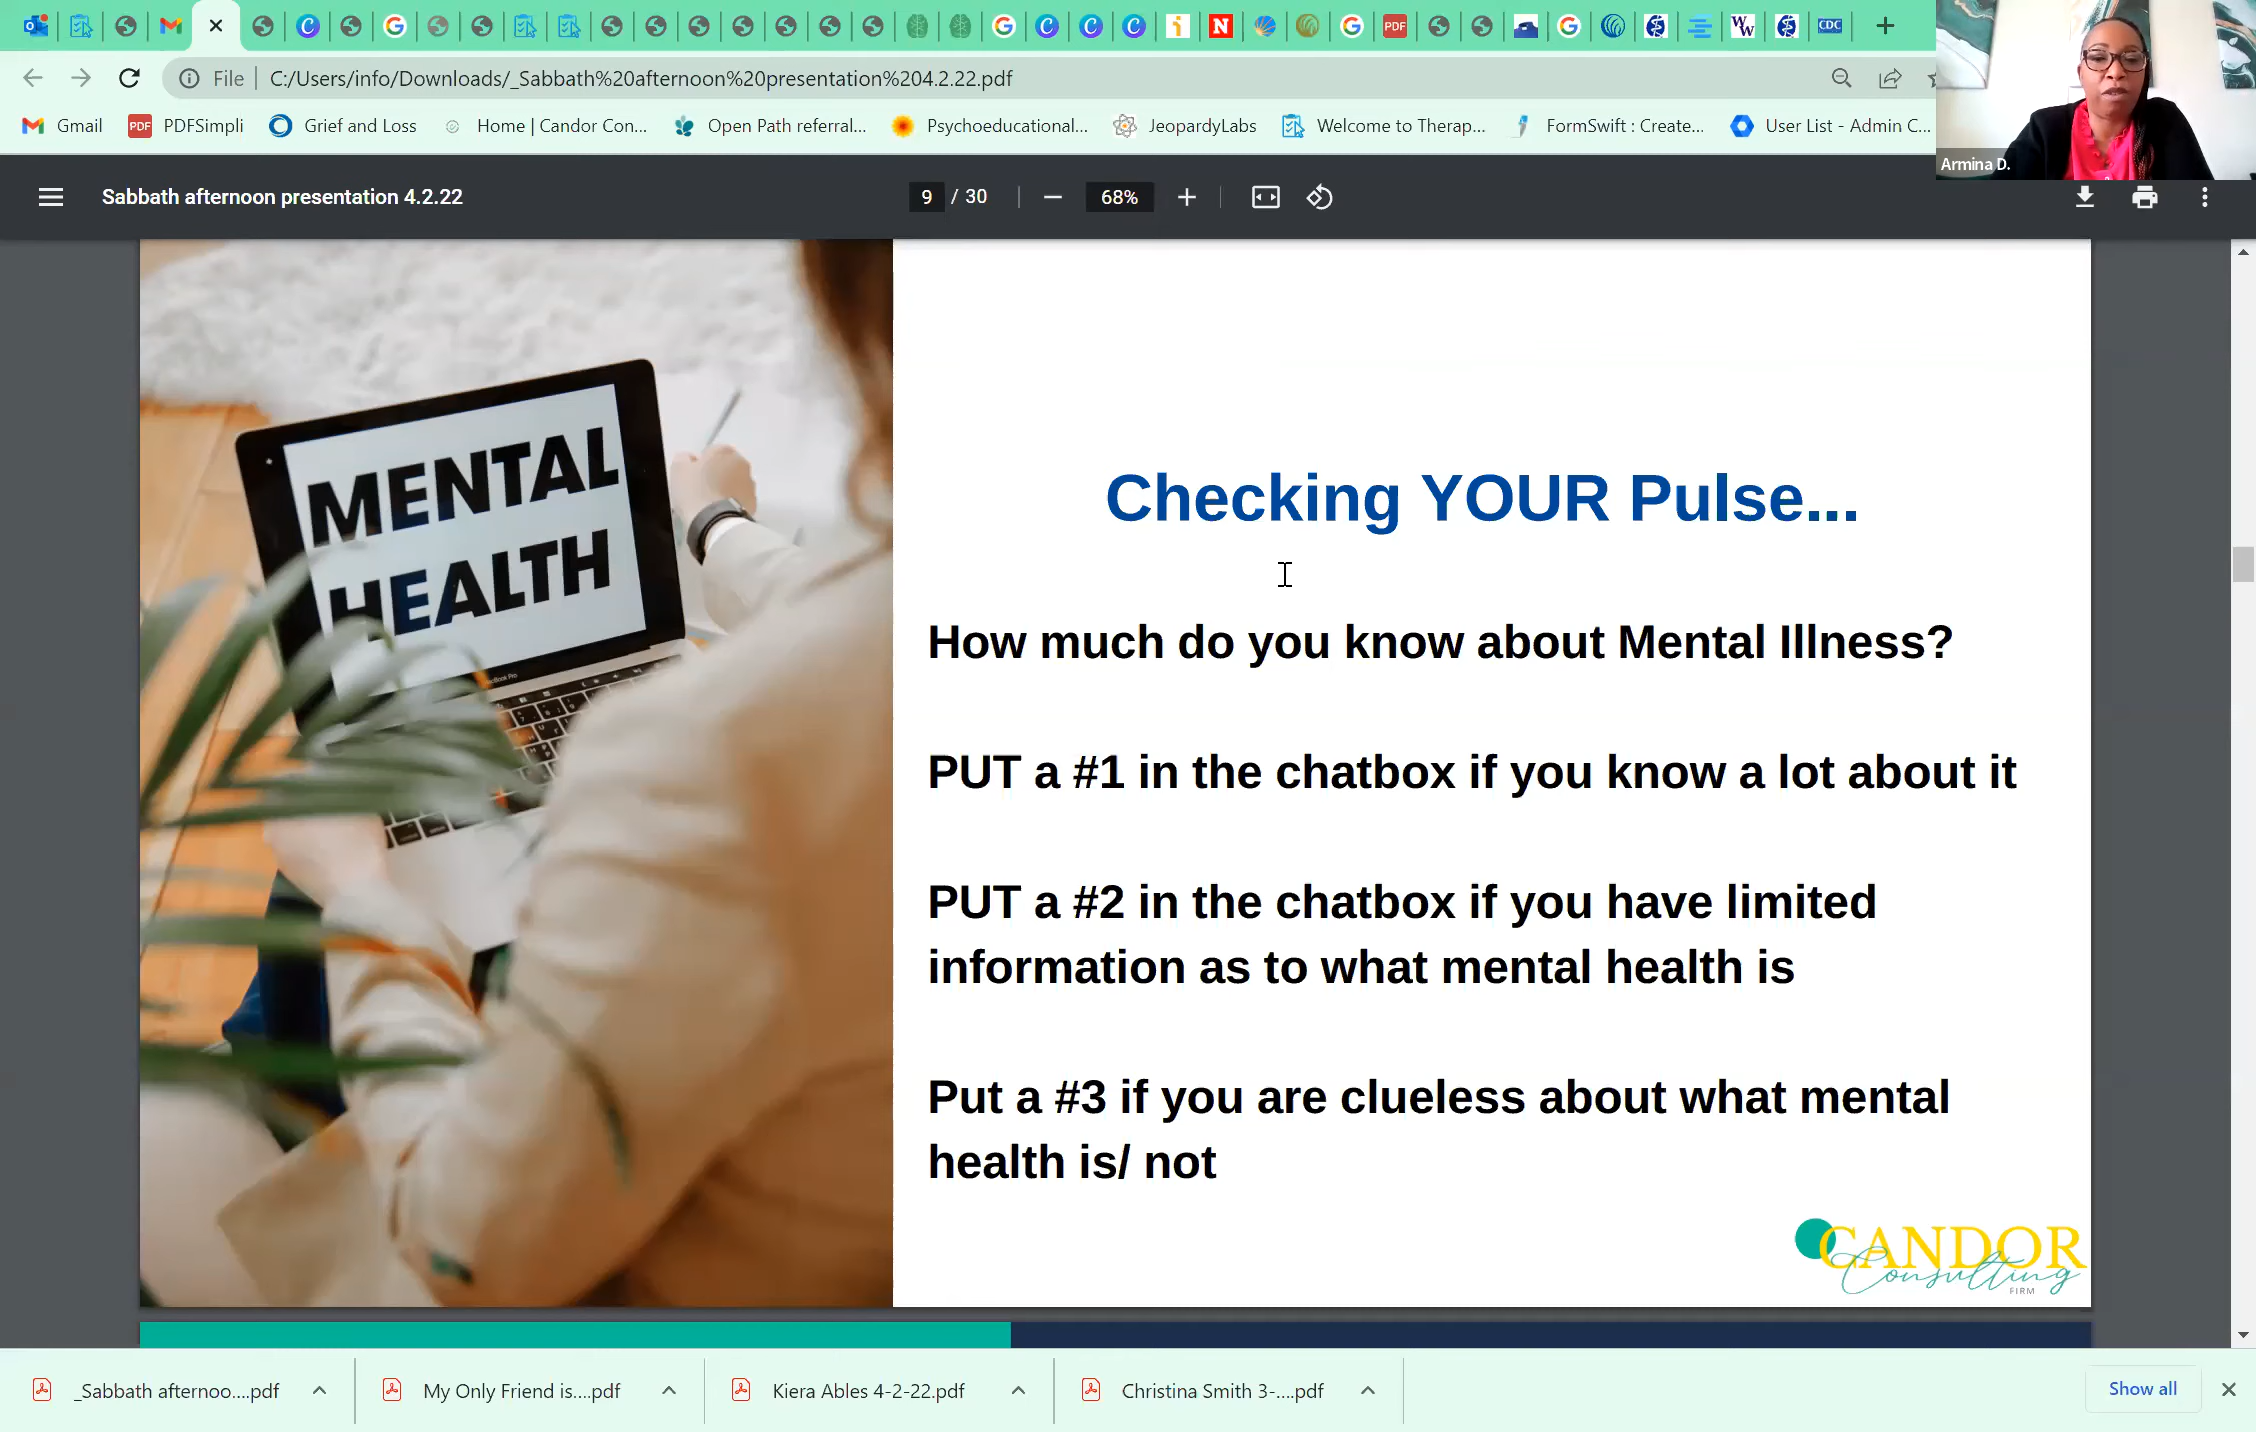 File
C:/Users/info/Downloads/_Sabbath%20afternoon%20presentation%204.2.22.pdf
Armina D.
Gmail
PDFSimpli
Grief and Loss
Home | Candor Con...
Open Path referral...
Psychoeducational...
JeopardyLabs
Welcome to Therap...
FormSwift : Create...
User List - Admin C...
Sabbath afternoon presentation 4.2.22
9 / 30
68%
MENTAL
HEALTH
Checking YOUR Pulse...
How much do you know about Mental Illness?
PUT a #1 in the chatbox if you know a lot about it
PUT a #2 in the chatbox if you have limited
information as to what mental health is
Put a #3 if you are clueless about what mental
health is/ not
CANDOR
Consulting
FIRM
_Sabbath afternoo....pdf
My Only Friend is....pdf
Kiera Ables 4-2-22.pdf
Christina Smith 3-....pdf
Show all